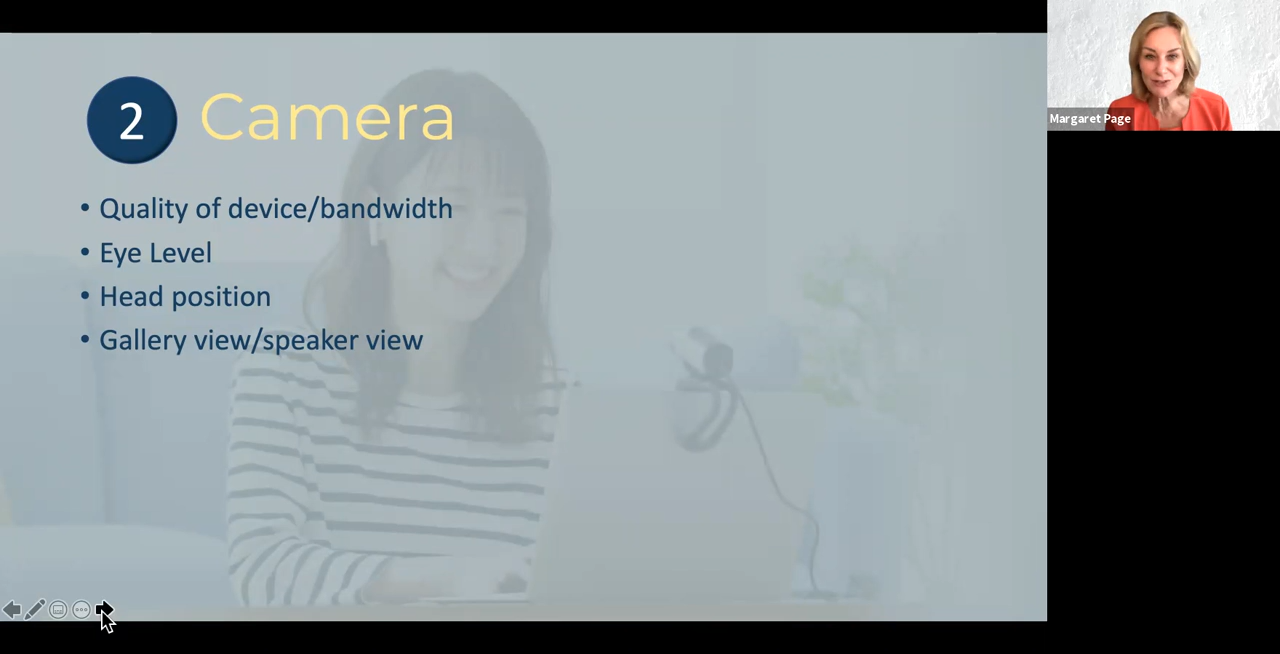 2 Camera
• Quality of device/bandwidth
• Eye Level
• Head position
• Gallery view/speaker view
Margaret Page